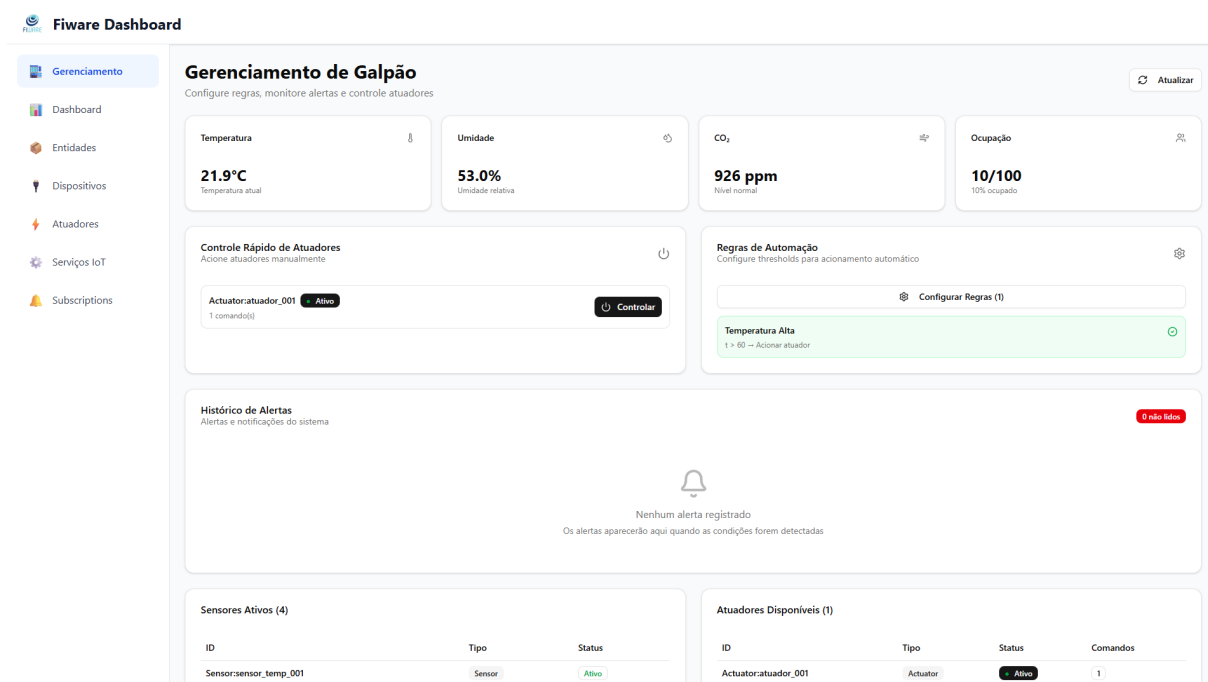 FIWARE
Fiware Dashboard
Gerenciamento
Dashboard
Entidades
Dispositivos
Atuadores
Serviços IoT
Subscriptions
Gerenciamento de Galpão
Configure regras, monitore alertas e controle atuadores
Atualizar
Temperatura
21.9°C
Temperatura atual
Umidade
53.0%
Umidade relativa
CO₂
926 ppm
Nível normal
Ocupação
10/100
10% ocupado
Controle Rápido de Atuadores
Acione atuadores manualmente
Actuator:atuador_001 Ativo
1 comando(s)
Controlar
Regras de Automação
Configure thresholds para acionamento automático
Configurar Regras (1)
Temperatura Alta
t > 60 → Acionar atuador
Histórico de Alertas
Alertas e notificações do sistema
0 não lidos
Nenhum alerta registrado
Os alertas aparecerão aqui quando as condições forem detectadas
Sensores Ativos (4)
ID Tipo Status
Sensor:sensor_temp_001 Sensor Ativo
Atuadores Disponíveis (1)
ID Tipo Status Comandos
Actuator:atuador_001 Actuator Ativo 1